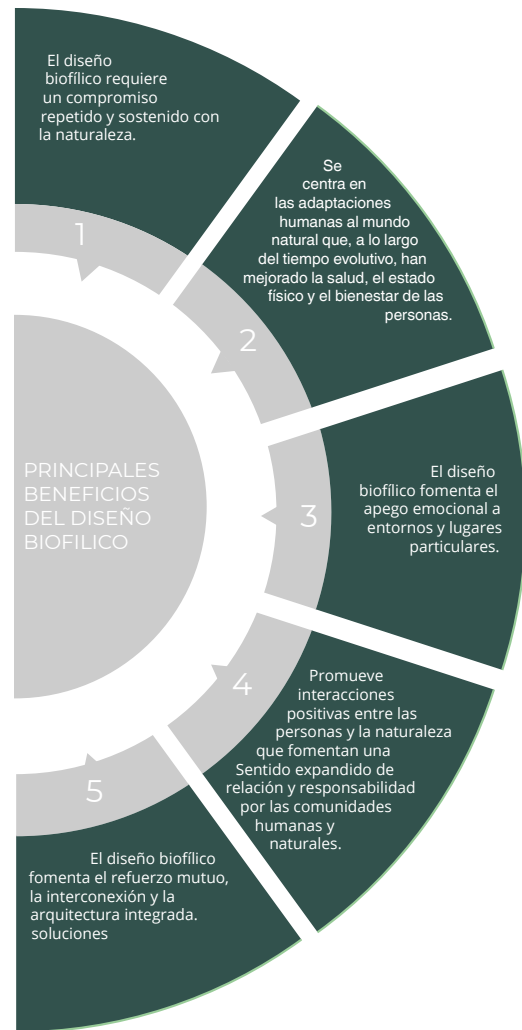 El diseño
biofílico requiere
un compromiso
repetido y sostenido con
la naturaleza.
1
Se
centra en
las adaptaciones
humanas al mundo
natural que, a lo largo
del tiempo evolutivo, han
mejorado la salud, el estado
físico y el bienestar de las
personas.
2
PRINCIPALES
BENEFICIOS
DEL DISEÑO
BIOFILICO
El diseño
biofílico fomenta el
apego emocional a
entornos y lugares
particulares.
3
Promueve
interacciones
positivas entre las
personas y la naturaleza
que fomentan una
Sentido expandido de
relación y responsabilidad
por las comunidades
humanas y
naturales.
4
5
El diseño biofílico
fomenta el refuerzo mutuo,
la interconexión y la
arquitectura integrada.
soluciones